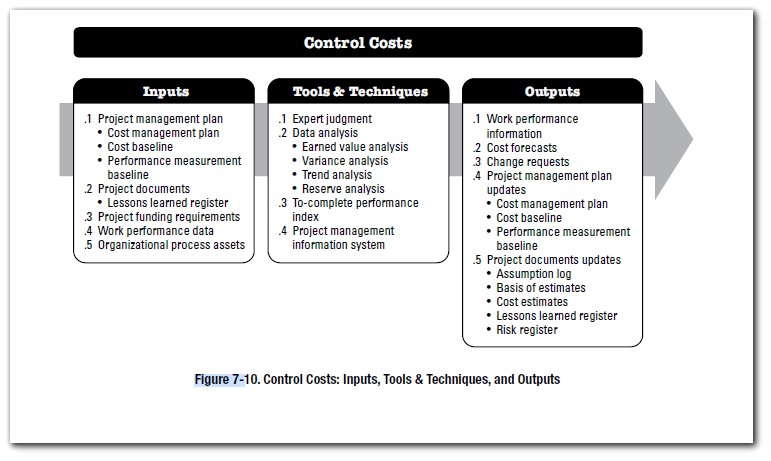 Control Costs
Inputs
.1 Project management plan
• Cost management plan
• Cost baseline
• Performance measurement
baseline
.2 Project documents
• Lessons learned register
.3 Project funding requirements
.4 Work performance data
.5 Organizational process assets
Tools & Techniques
.1 Expert judgment
.2 Data analysis
• Earned value analysis
• Variance analysis
• Trend analysis
• Reserve analysis
.3 To-complete performance
index
.4 Project management
information system
Outputs
.1 Work performance
information
.2 Cost forecasts
.3 Change requests
.4 Project management plan
updates
• Cost management plan
• Cost baseline
• Performance measurement
baseline
.5 Project documents updates
• Assumption log
• Basis of estimates
• Cost estimates
• Lessons learned register
• Risk register
Figure 7-10. Control Costs: Inputs, Tools & Techniques, and Outputs